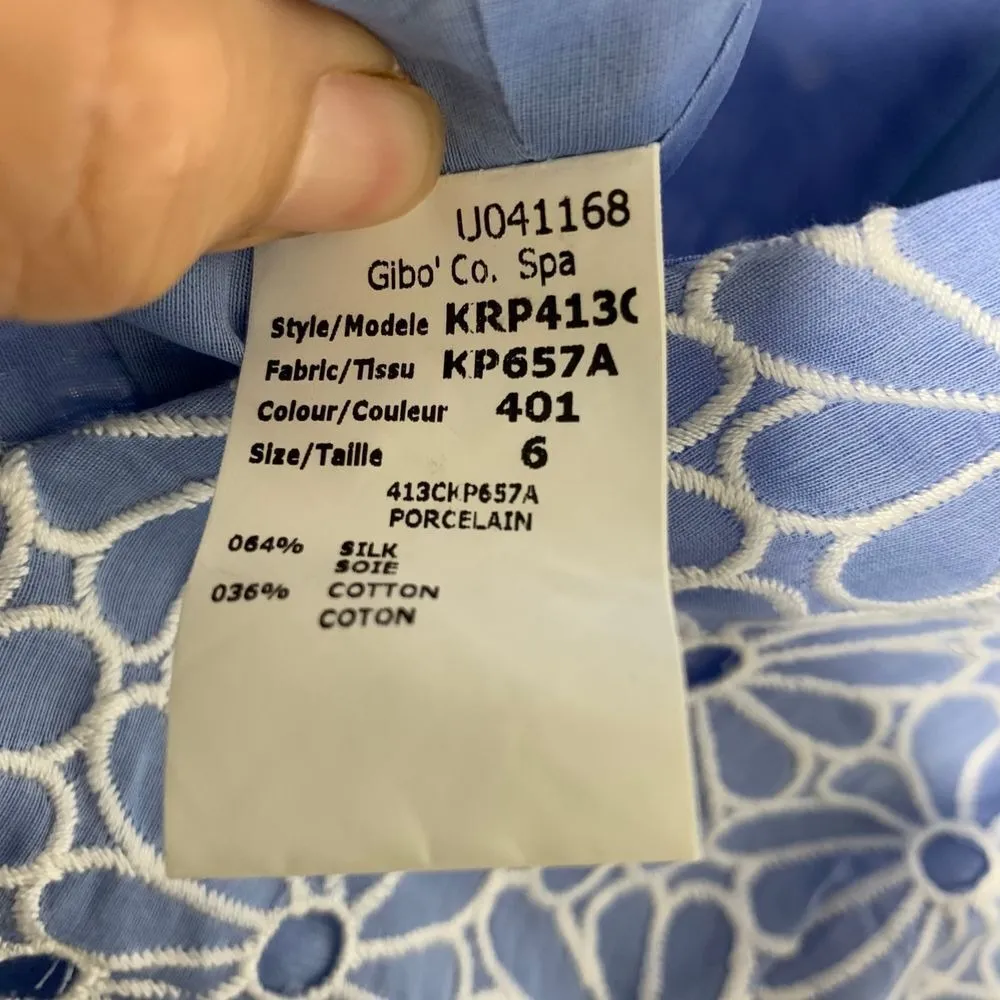 U041168
Gibo' Co. Spa
Style/Modele KRP413C
Fabric/Tissu KP657A
Colour/Couleur 401
Size/Taille 6
413CKP657A
PORCELAIN
064% SILK
SOIE
036% COTTON
COTON